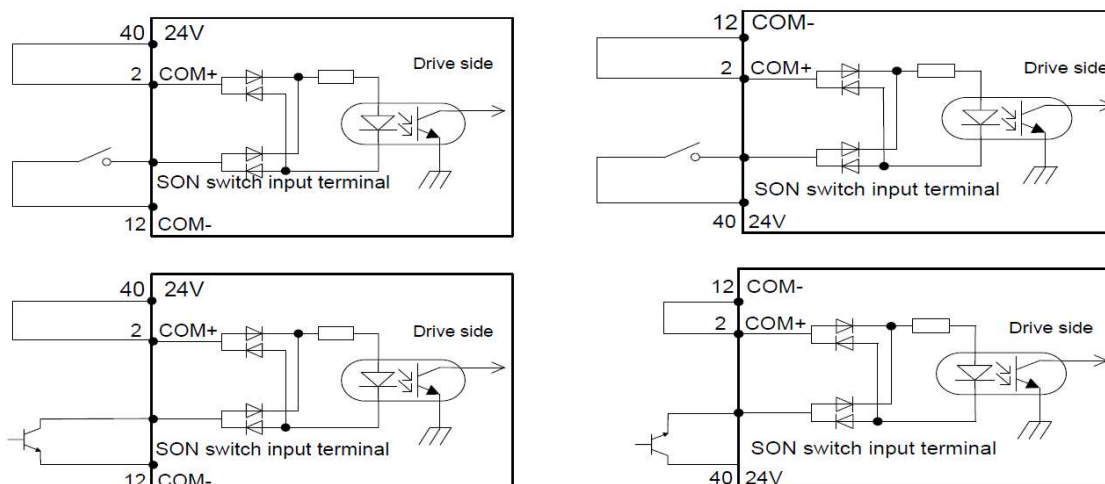 40 24V
2 COM+
Drive side
SON switch input terminal
12 COM-
12 COM-
2 COM+
Drive side
SON switch input terminal
40 24V
40 24V
2 COM+
Drive side
SON switch input terminal
12 COM-
12 COM-
2 COM+
Drive side
SON switch input terminal
40 24V